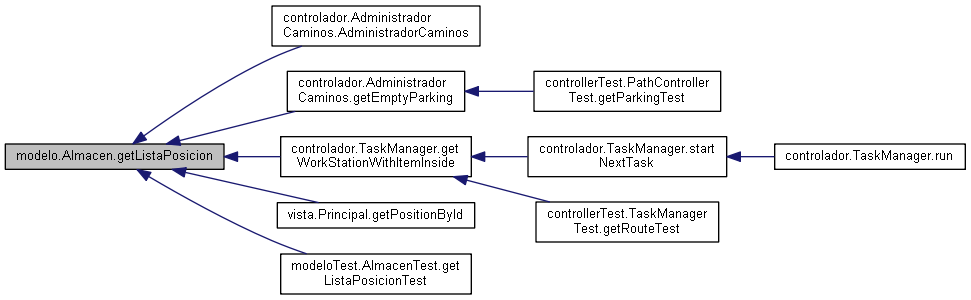 controlador.Administrador
Caminos.AdministradorCaminos
controlador.Administrador
Caminos.getEmptyParking
controllerTest.PathController
Test.getParkingTest
modelo.Almacen.getListaPosicion
controlador.TaskManager.get
WorkStationWithItemInside
controlador.TaskManager.start
NextTask
controlador.TaskManager.run
vista.Principal.getPositionById
controllerTest.TaskManager
Test.getRouteTest
modeloTest.AlmacenTest.get
ListaPosicionTest